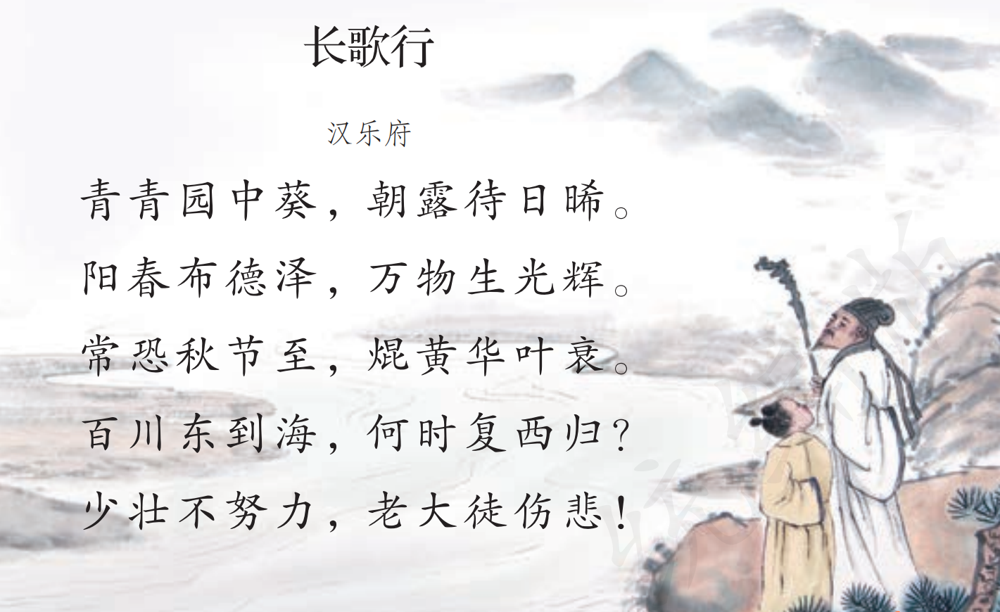 长歌行
汉乐府
青青园中葵，朝露待日晞。
阳春布德泽，万物生光辉。
常恐秋节至，焜黄华叶衰。
百川东到海，何时复西归？
少壮不努力，老大徒伤悲！